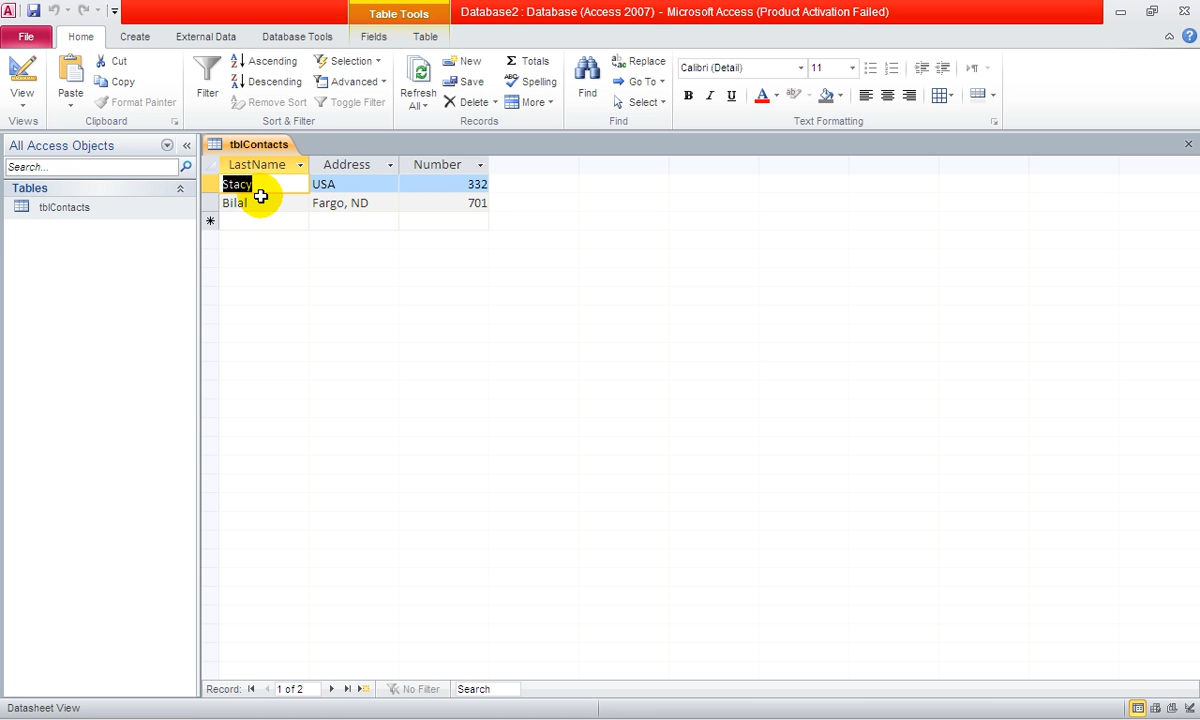 A
Table Tools
Database2 : Database (Access 2007) - Microsoft Access (Product Activation Failed)
File Home Create External Data Database Tools Fields Table
View
Views
Paste
Cut
Copy
Format Painter
Clipboard
Filter
Ascending
Descending
Remove Sort
Selection
Advanced
Toggle Filter
Sort & Filter
Refresh
All
New
Save
Delete
Totals
Spelling
More
Records
Find
Replace
Go To
Select
Find
Calibri (Detail) 11
B I U A
Text Formatting
All Access Objects
Search...
Tables
tblContacts
tblContacts
LastName Address Number
Stacy USA 332
Bilal Fargo, ND 701
Record: 1 of 2 No Filter Search
Datasheet View